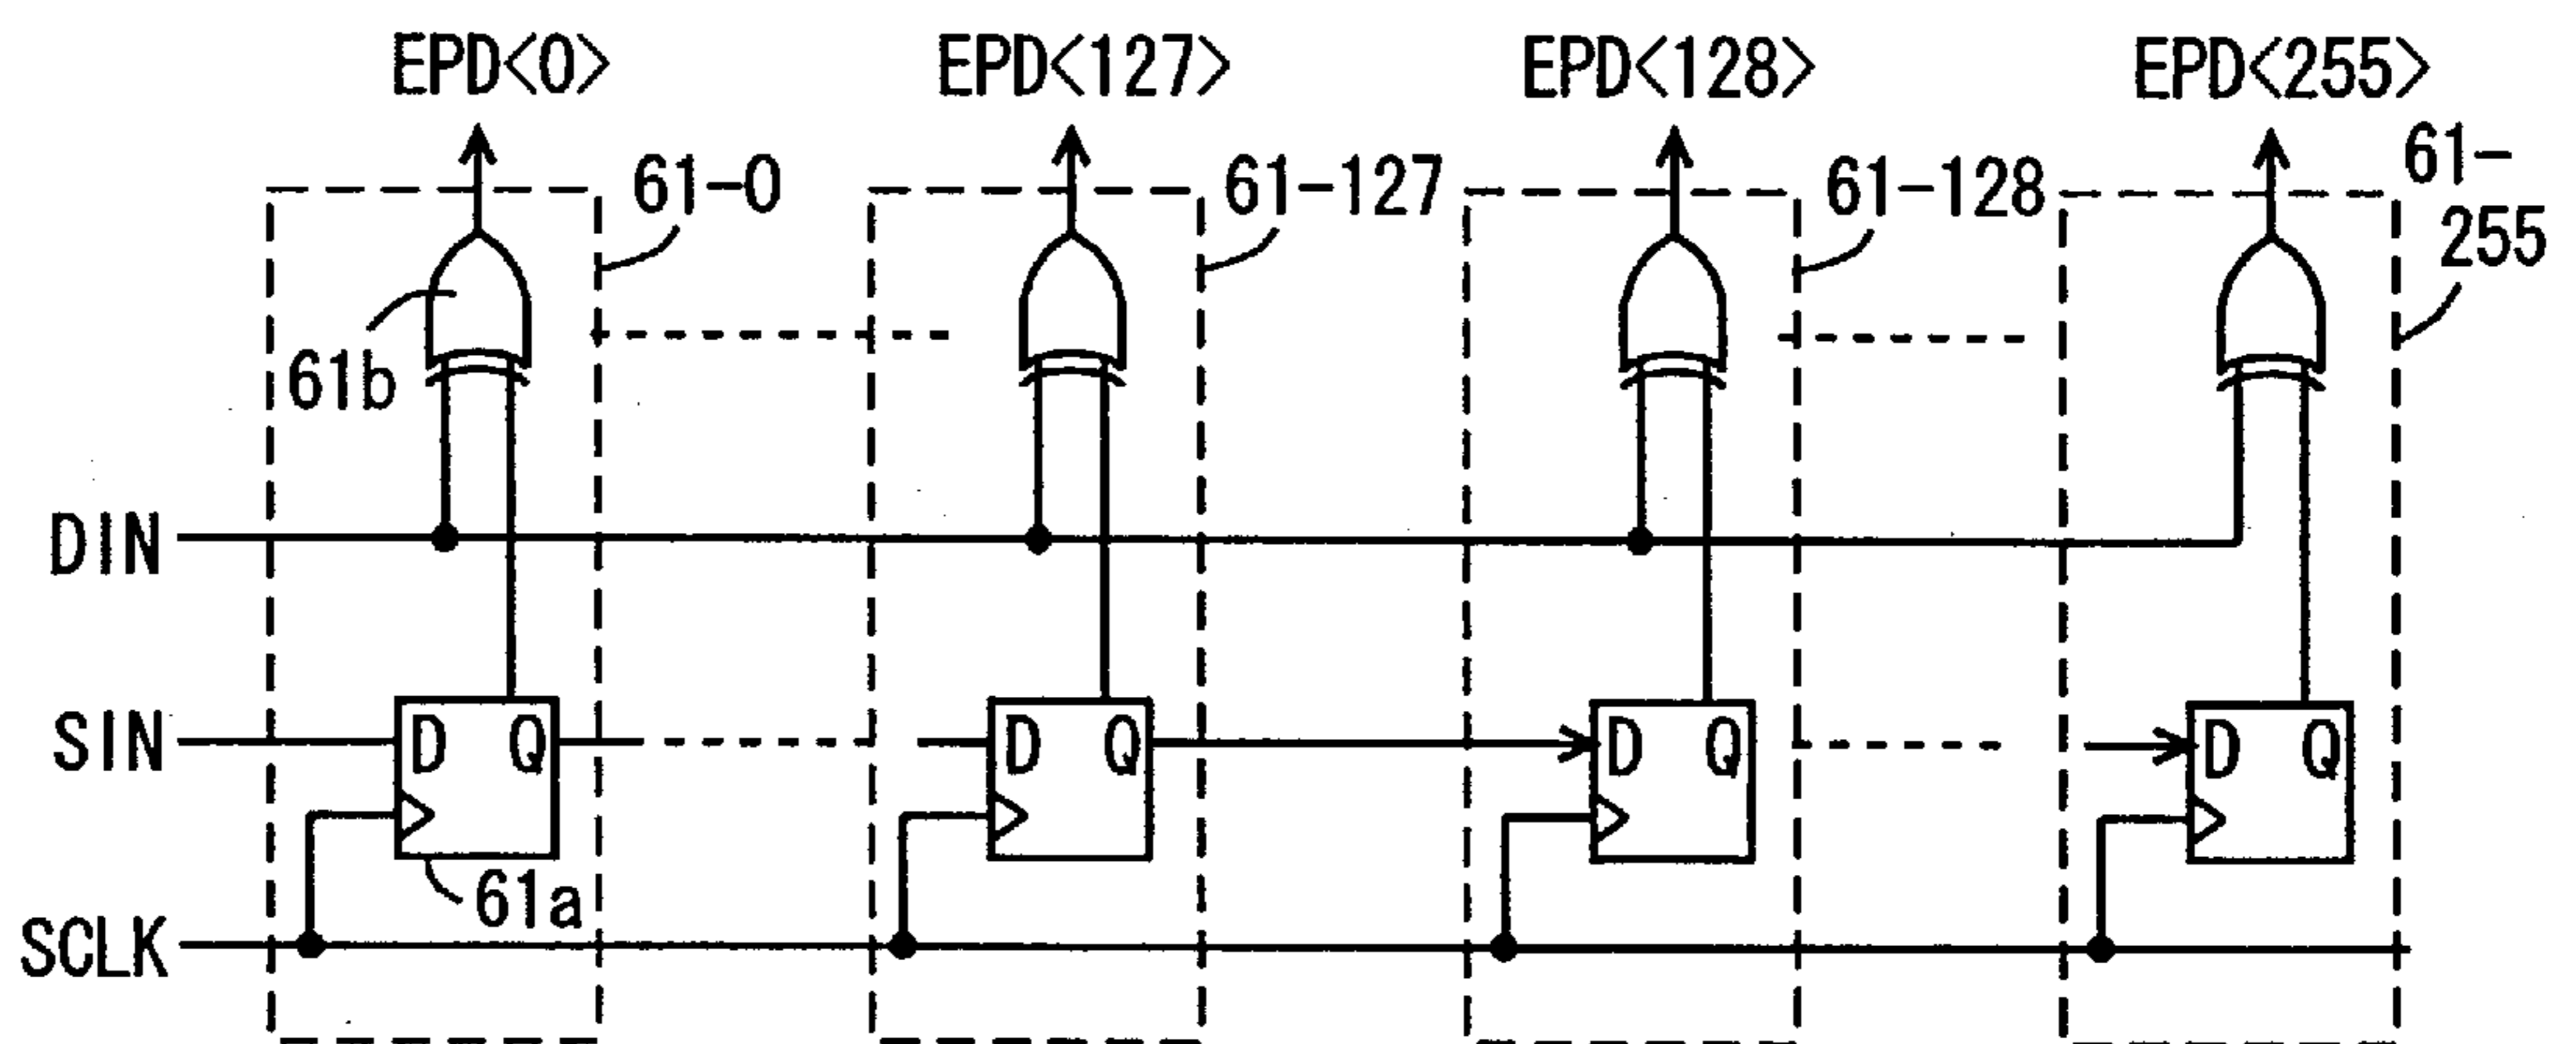 EPD<0>
EPD<127>
EPD<128>
EPD<255>
61-0
61-127
61-128
61-
255
61b
DIN
SIN
D Q
D Q
D Q
D Q
61a
SCLK